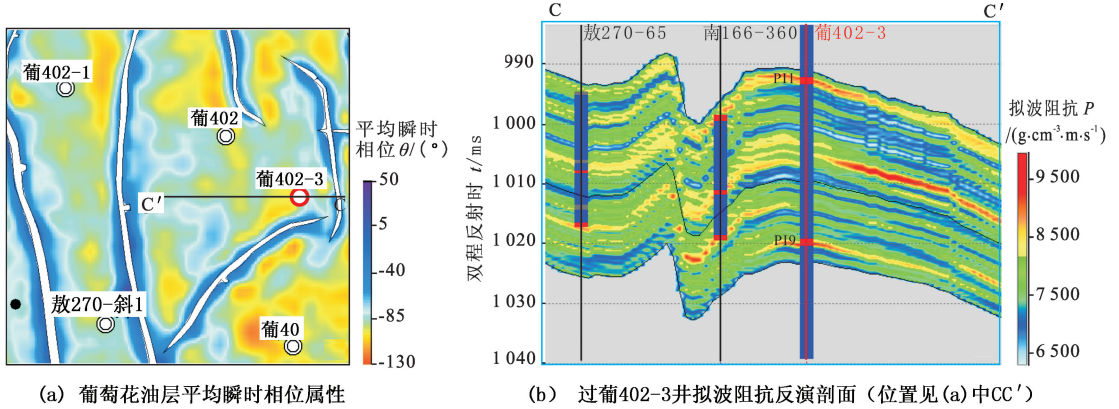 葡402-1
葡402
葡402-3
C′
C
敖270-斜1
葡40
平均瞬时
相位θ/(°)
50
5
-40
-85
-130
(a) 葡萄花油层平均瞬时相位属性
C
C′
敖270-65
南166-360
葡402-3
PI1
PI9
双程反射时 t/ms
990
1 000
1 010
1 020
1 030
1 040
拟波阻抗 P
/(g·cm⁻³·m·s⁻¹)
9 500
8 500
7 500
6 500
(b) 过葡402-3井拟波阻抗反演剖面（位置见(a)中CC′）